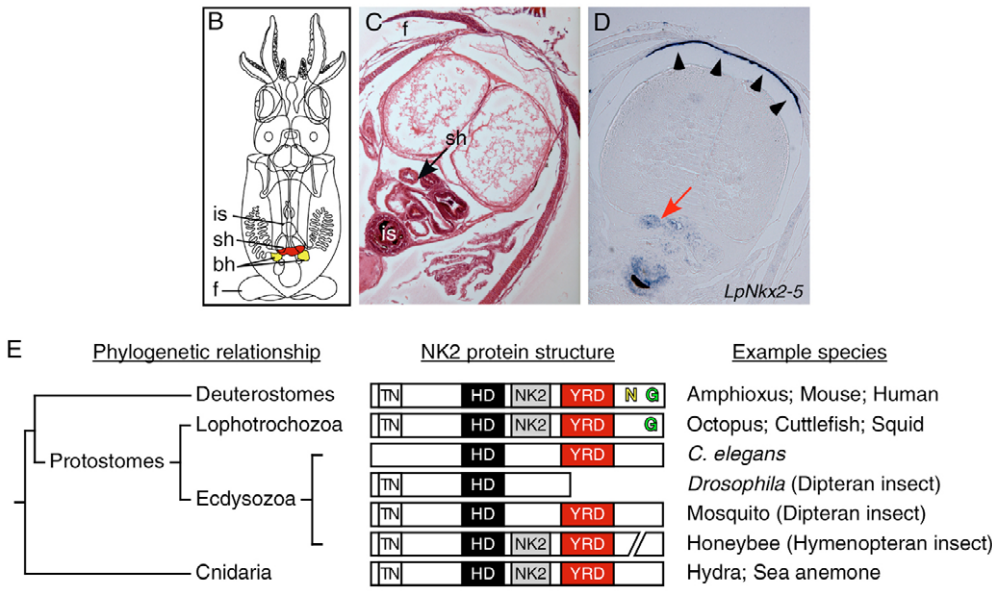 B
is
sh
bh
f
C
f
sh
is
D
LpNkx2-5
E
Phylogenetic relationship
NK2 protein structure
Example species
Deuterostomes
TN HD NK2 YRD N G
Amphioxus; Mouse; Human
Lophotrochozoa
TN HD NK2 YRD G
Octopus; Cuttlefish; Squid
Protostomes
HD YRD
C. elegans
Ecdysozoa
TN HD
Drosophila (Dipteran insect)
TN HD YRD
Mosquito (Dipteran insect)
TN HD NK2 YRD
Honeybee (Hymenopteran insect)
Cnidaria
TN HD NK2 YRD
Hydra; Sea anemone